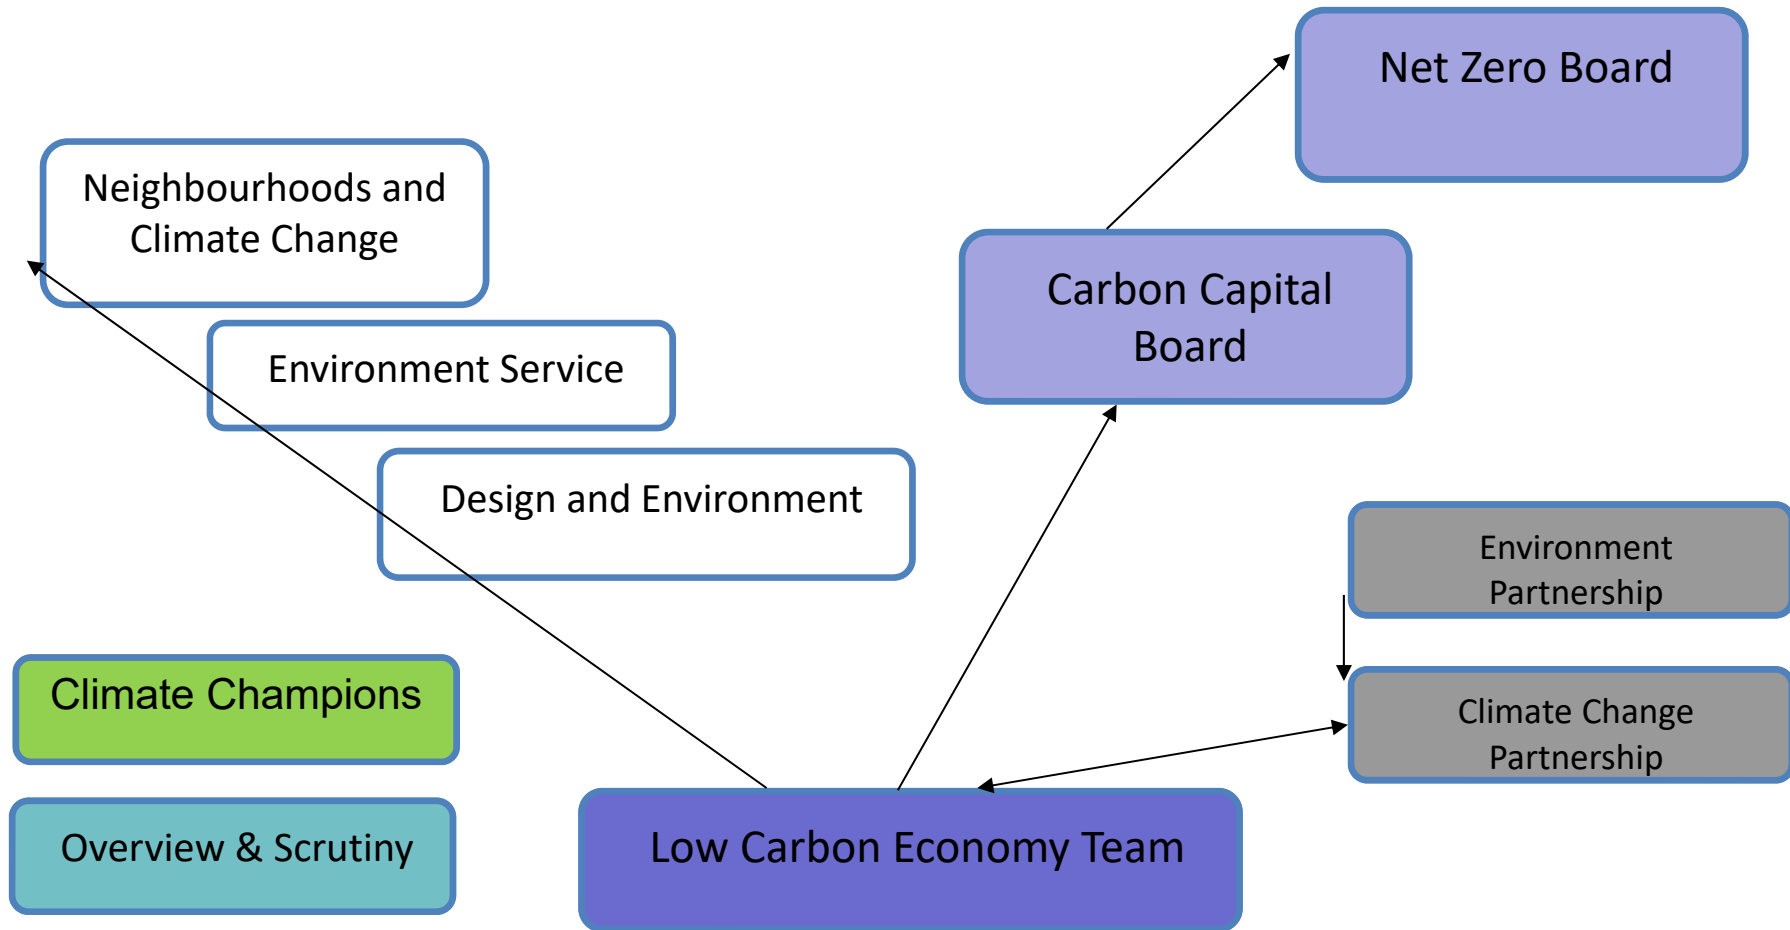 Net Zero Board
Neighbourhoods and
Climate Change
Carbon Capital
Board
Environment Service
Design and Environment
Environment
Partnership
Climate Champions
Climate Change
Partnership
Overview & Scrutiny
Low Carbon Economy Team